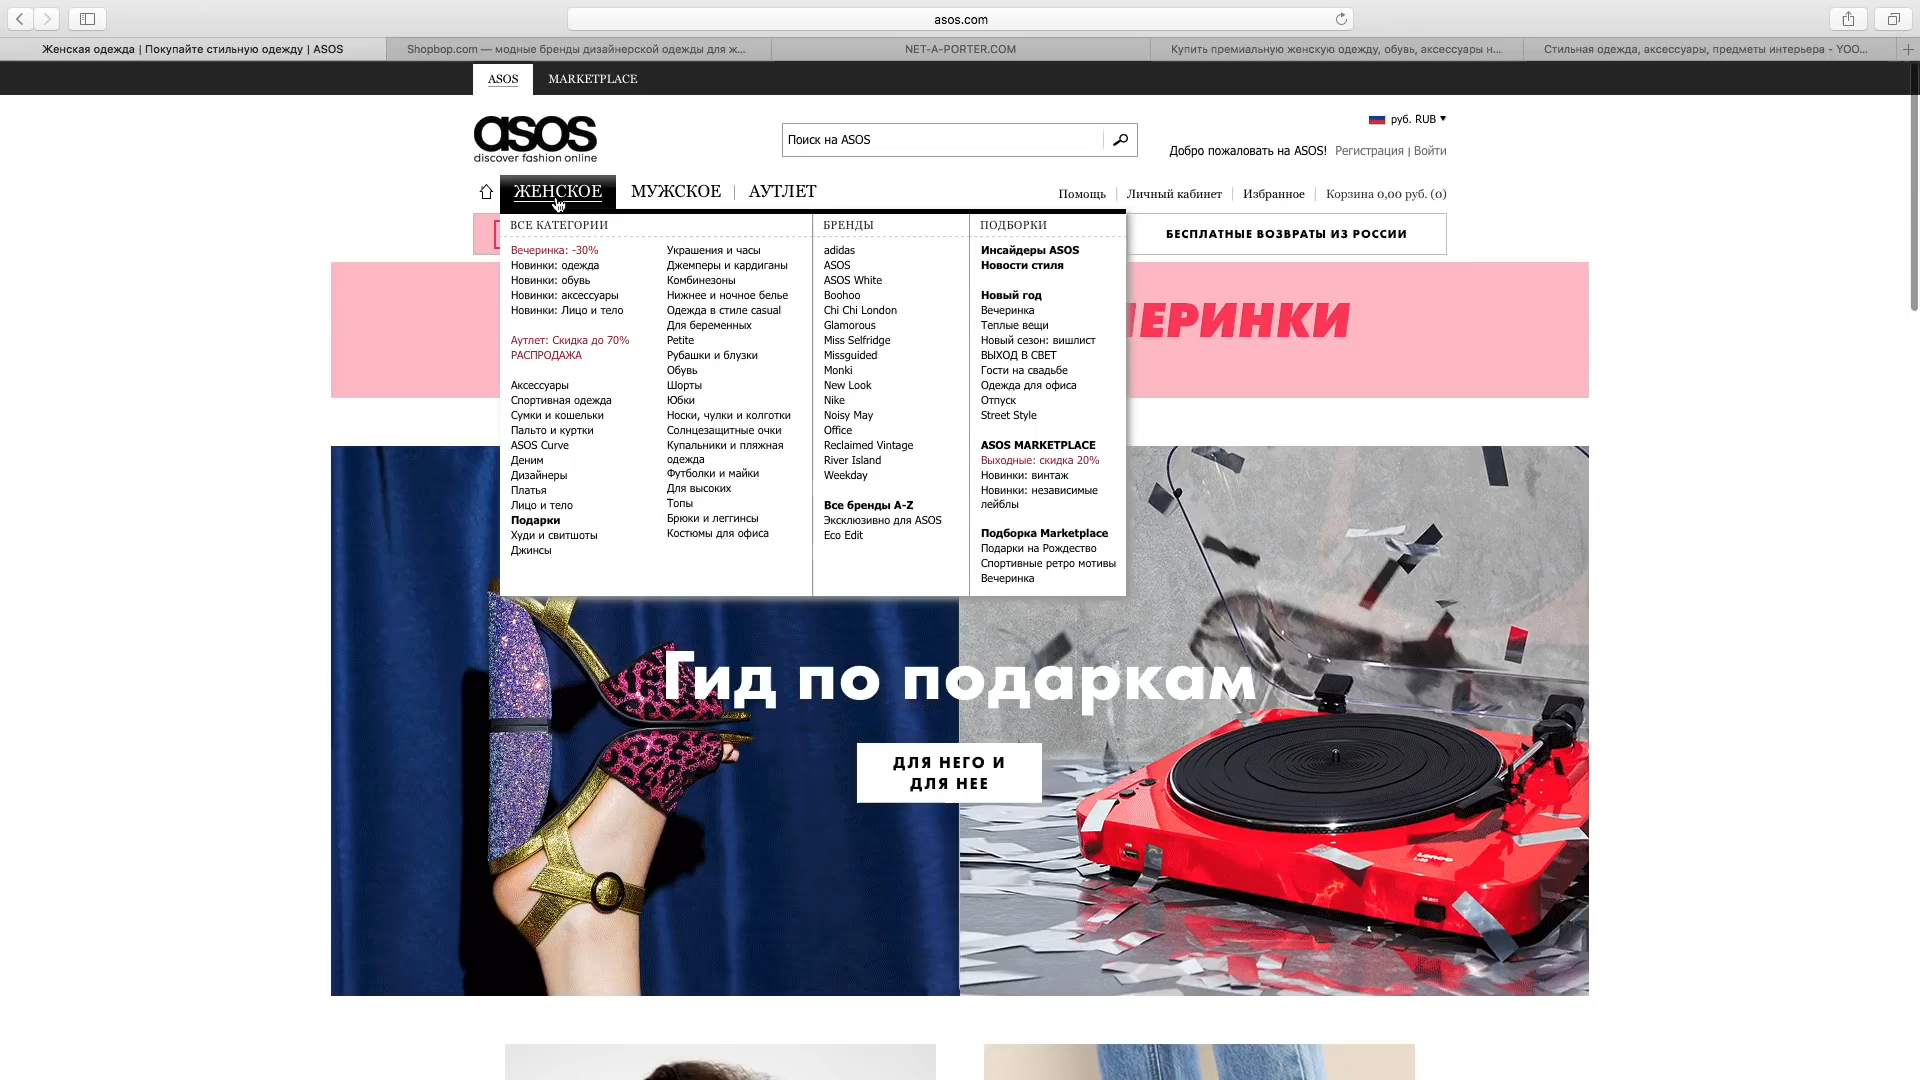 asos.com
Женская одежда | Покупайте стильную одежду | ASOS
Shopbop.com — модные бренды дизайнерской одежды для ж...
NET-A-PORTER.COM
Купить премиальную женскую одежду, обувь, аксессуары н...
Стильная одежда, аксессуары, предметы интерьера - YOO...
ASOS
MARKETPLACE
asos
discover fashion online
Поиск на ASOS
руб. RUB
Добро пожаловать на ASOS! Регистрация | Войти
ЖЕНСКОЕ
МУЖСКОЕ
АУТЛЕТ
Помощь
Личный кабинет
Избранное
Корзина 0,00 руб. (0)
БЕСПЛАТНЫЕ ВОЗВРАТЫ ИЗ РОССИИ
ВСЕ КАТЕГОРИИ
Вечеринка: -30%
Новинки: одежда
Новинки: обувь
Новинки: аксессуары
Новинки: Лицо и тело
Аутлет: Скидка до 70%
РАСПРОДАЖА
Аксессуары
Спортивная одежда
Сумки и кошельки
Пальто и куртки
ASOS Curve
Деним
Дизайнеры
Платья
Лицо и тело
Подарки
Худи и свитшоты
Джинсы
Украшения и часы
Джемперы и кардиганы
Комбинезоны
Нижнее и ночное белье
Одежда в стиле casual
Для беременных
Petite
Рубашки и блузки
Обувь
Шорты
Юбки
Носки, чулки и колготки
Солнцезащитные очки
Купальники и пляжная
одежда
Футболки и майки
Для высоких
Топы
Брюки и леггинсы
Костюмы для офиса
БРЕНДЫ
adidas
ASOS
ASOS White
Boohoo
Chi Chi London
Glamorous
Miss Selfridge
Missguided
Monki
New Look
Nike
Noisy May
Office
Reclaimed Vintage
River Island
Weekday
Все бренды A-Z
Эксклюзивно для ASOS
Eco Edit
ПОДБОРКИ
Инсайдеры ASOS
Новости стиля
Новый год
Вечеринка
Теплые вещи
Новый сезон: вишлист
ВЫХОД В СВЕТ
Гости на свадьбе
Одежда для офиса
Отпуск
Street Style
ASOS MARKETPLACE
Выходные: скидка 20%
Новинки: винтаж
Новинки: независимые
лейблы
Подборка Marketplace
Подарки на Рождество
Спортивные ретро мотивы
Вечеринка
ЕРИНКИ
Гид по подаркам
ДЛЯ НЕГО И
ДЛЯ НЕЕ
Lenco